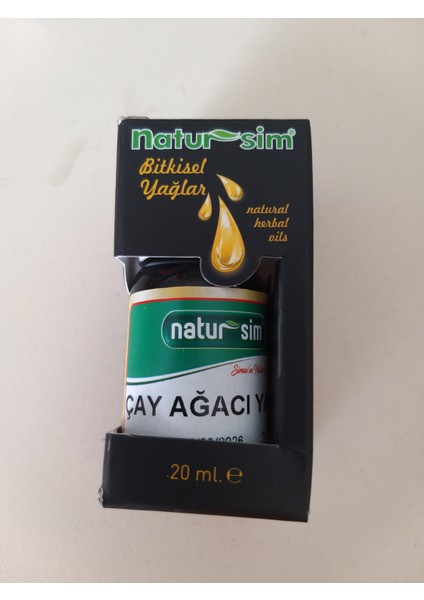 natursim®
Bitkisel
Yağlar
natural
herbal
oils
natursim
ÇAY AĞACI
20 ml. ℮